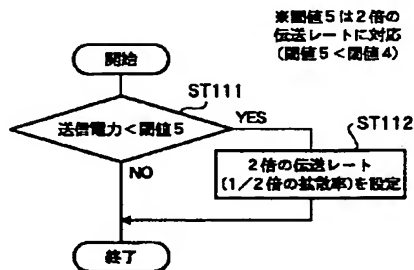 ※閾値5は2倍の
伝送レートに対応
(閾値5<閾値4)
開始
ST111
送信電力<閾値5
YES
ST112
2倍の伝送レート
(1/2倍の拡散率)を設定
NO
終了